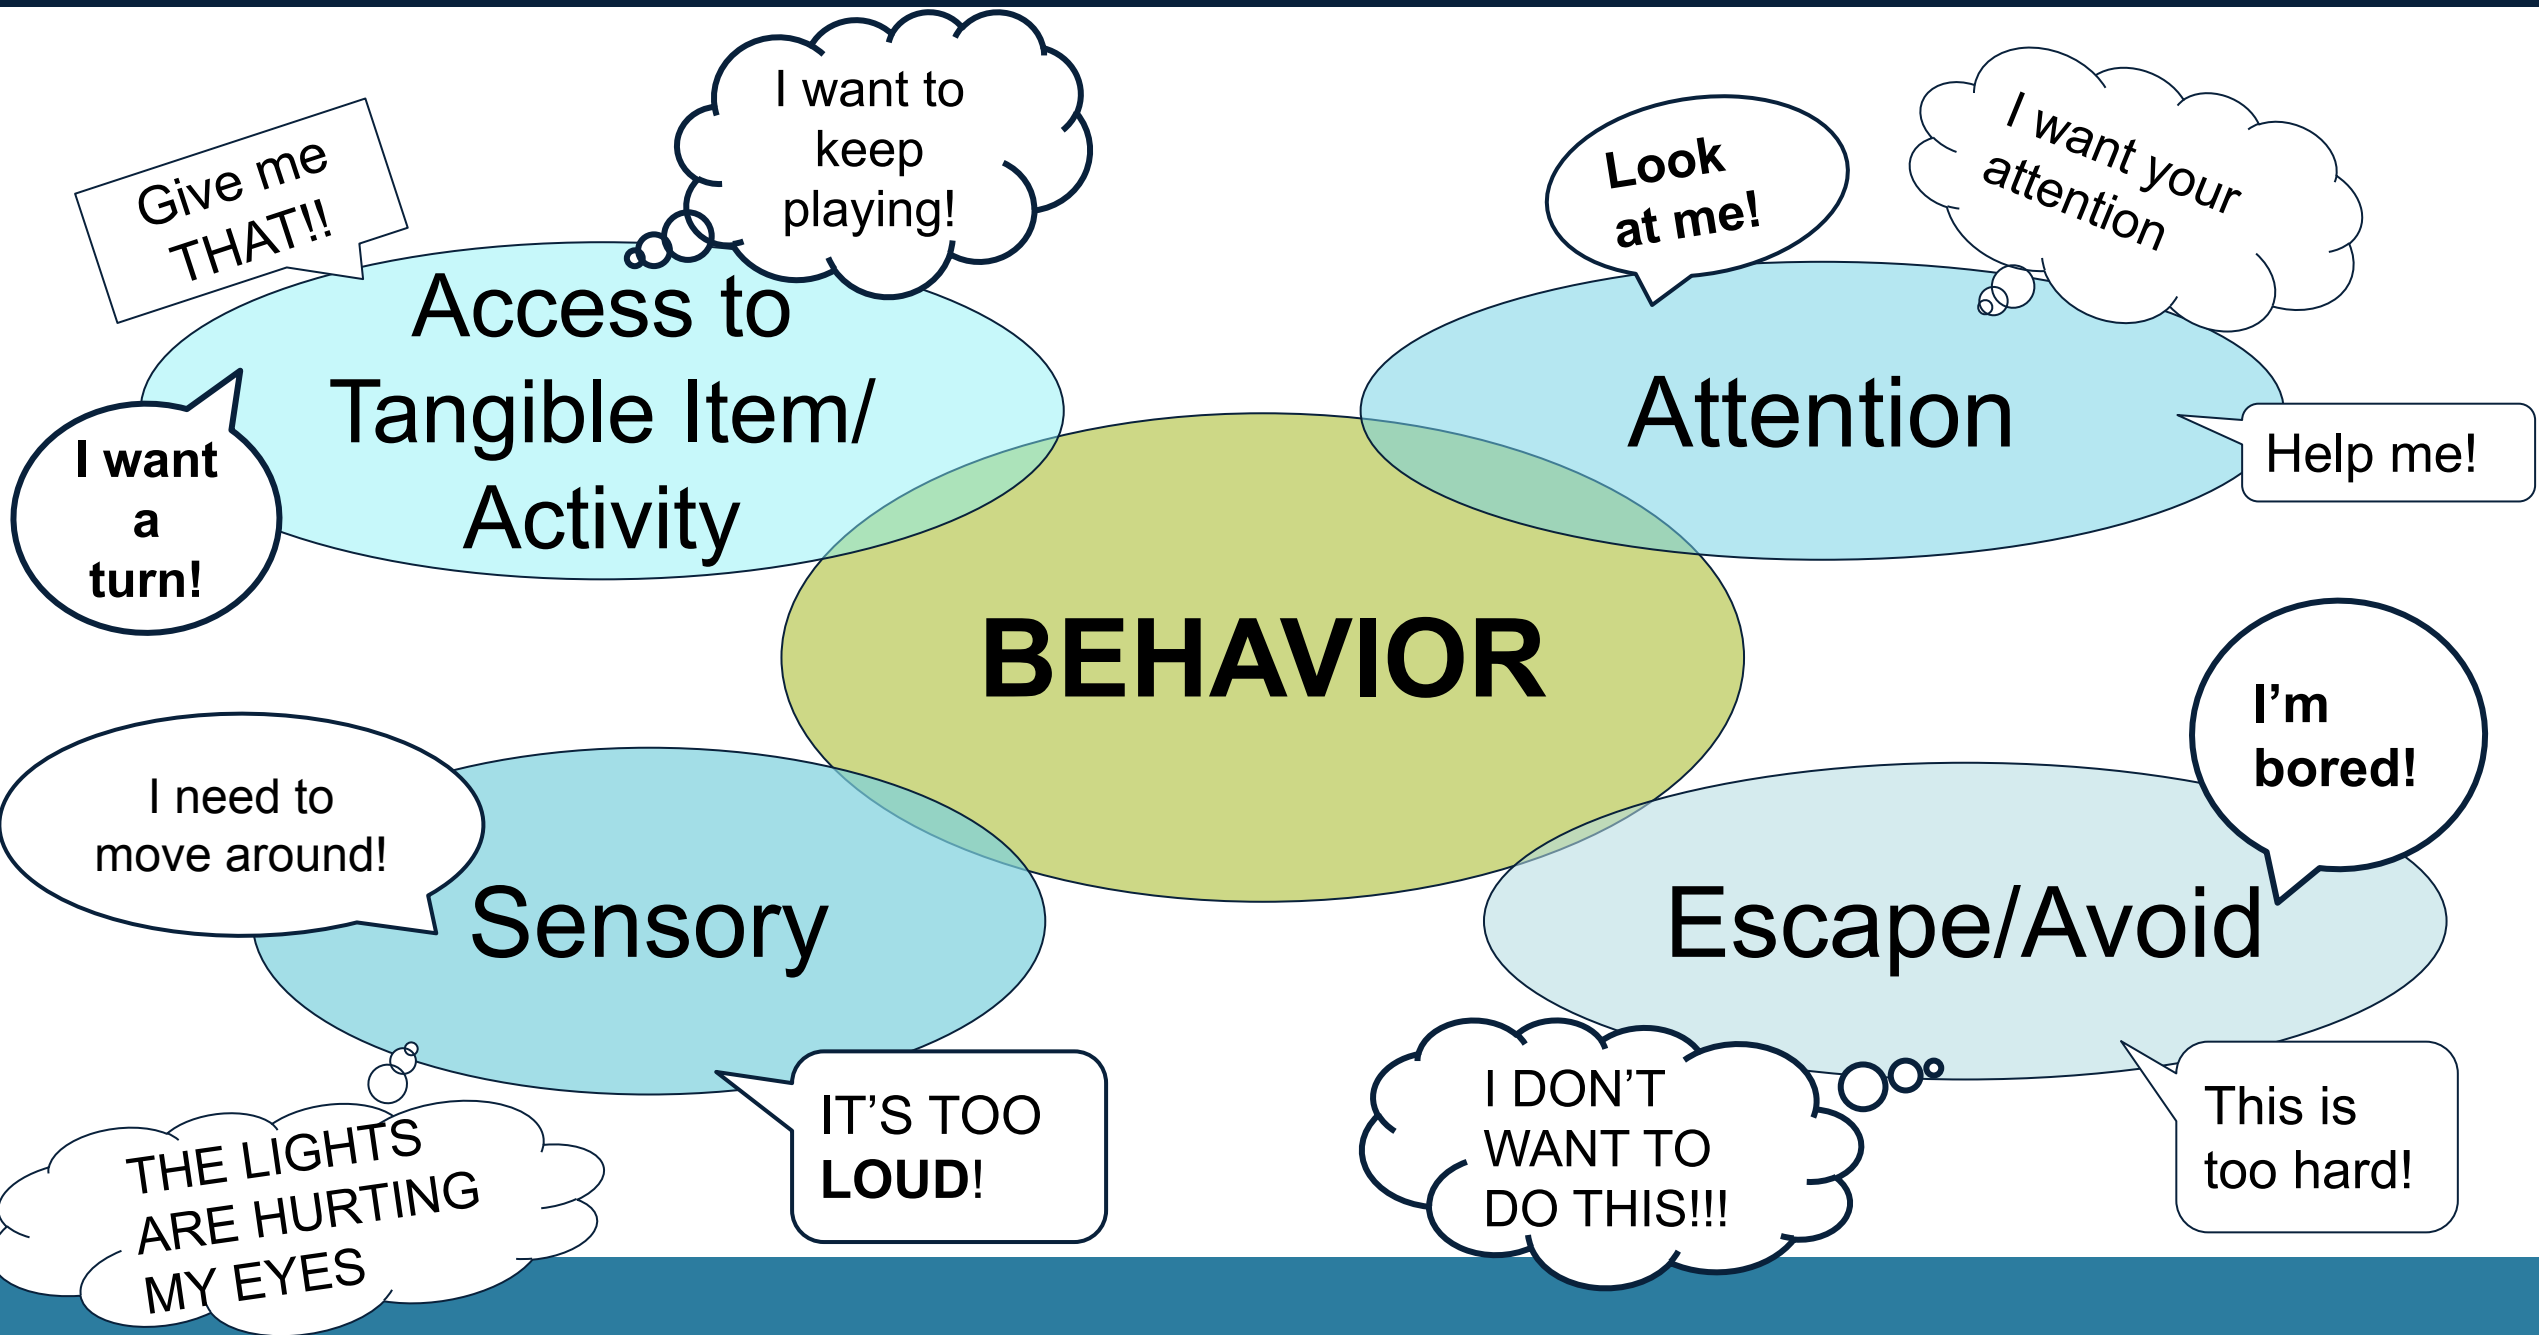 Give me
THAT!!
I want to
keep
playing!
Look
at me!
I want your
attention
Access to
Tangible Item/
Activity
Attention
Help me!
I want
a
turn!
BEHAVIOR
I'm
bored!
I need to
move around!
Sensory
Escape/Avoid
THE LIGHTS
ARE HURTING
MY EYES
IT'S TOO
LOUD!
I DON'T
WANT TO
DO THIS!!!
This is
too hard!